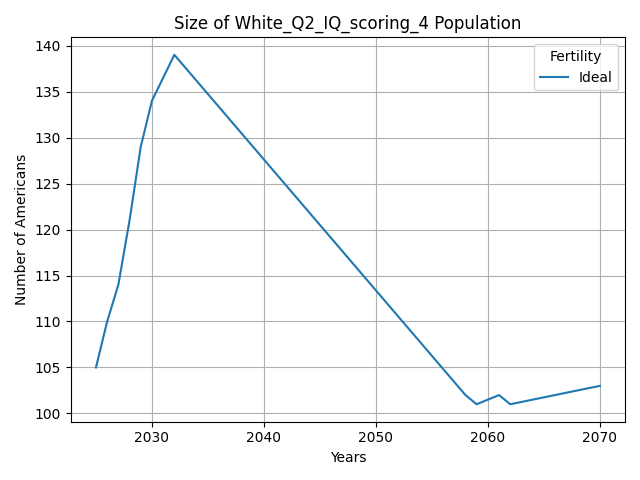 Size of White_Q2_IQ_scoring_4 Population
Number of Americans
140
135
130
125
120
115
110
105
100
Fertility
Ideal
2030 2040 2050 2060 2070
Years